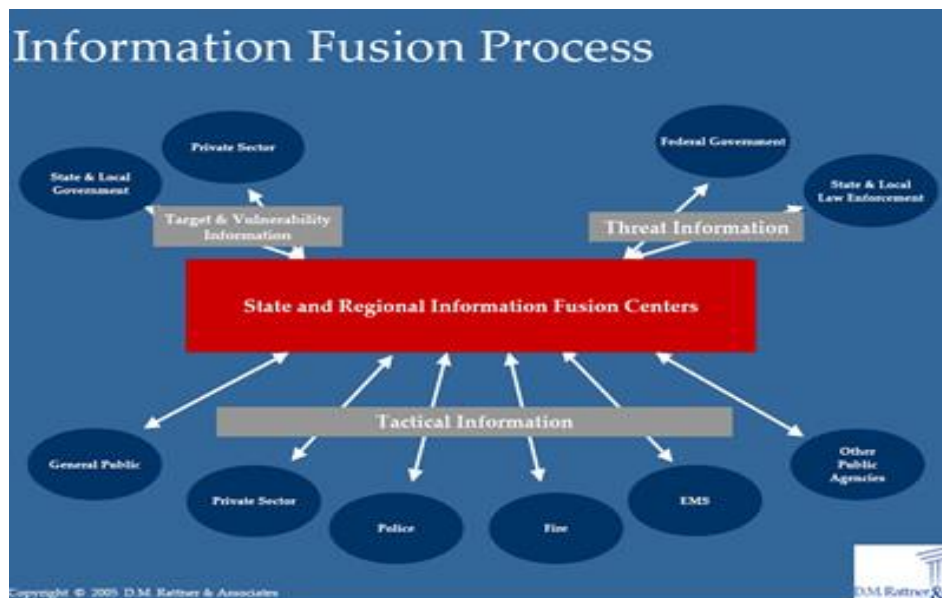 Information Fusion Process
Private Sector
Federal Government
State & Local
Government
State & Local
Law Enforcement
Target & Vulnerability
Information
Threat Information
State and Regional Information Fusion Centers
Tactical Information
General Public
Private Sector
Police
Fire
EMS
Other
Public
Agencies
Copyright © 2005 D.M. Rattner & Associates
D.M. Rattner &